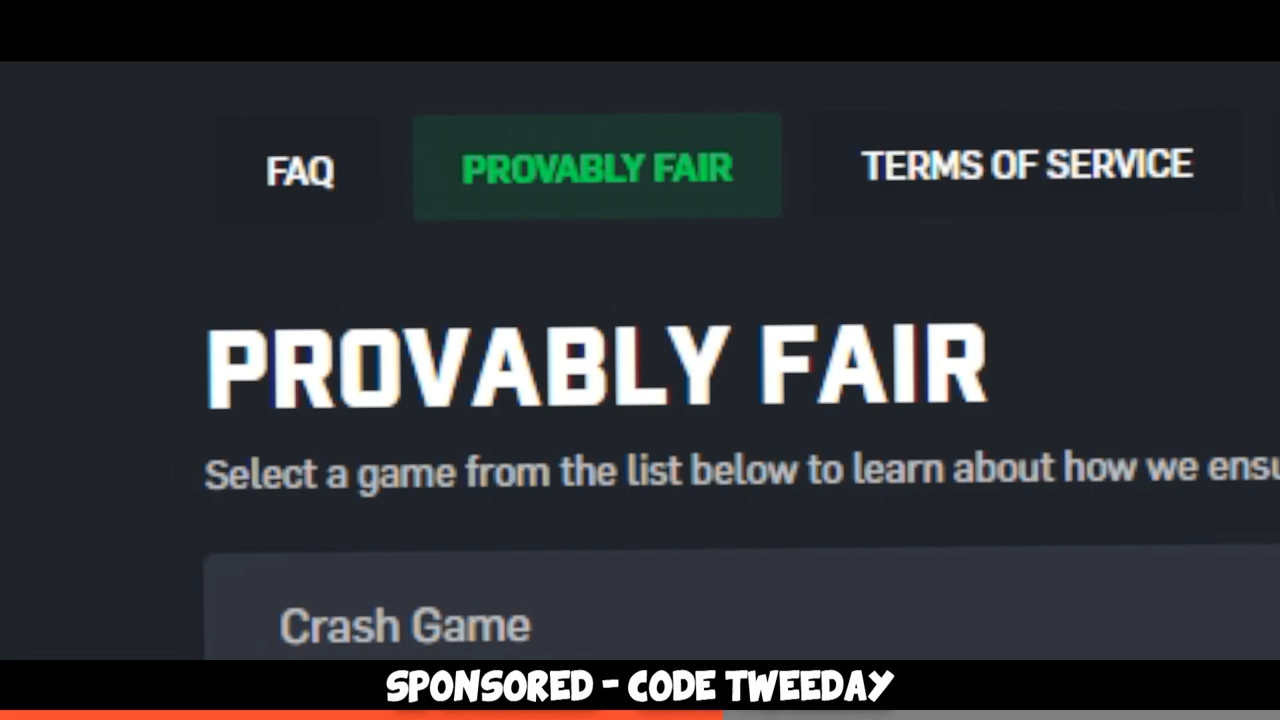 FAQ
PROVABLY FAIR
TERMS OF SERVICE
PROVABLY FAIR
Select a game from the list below to learn about how we
Crash Game
SPONSORED - CODE TWEEDAY